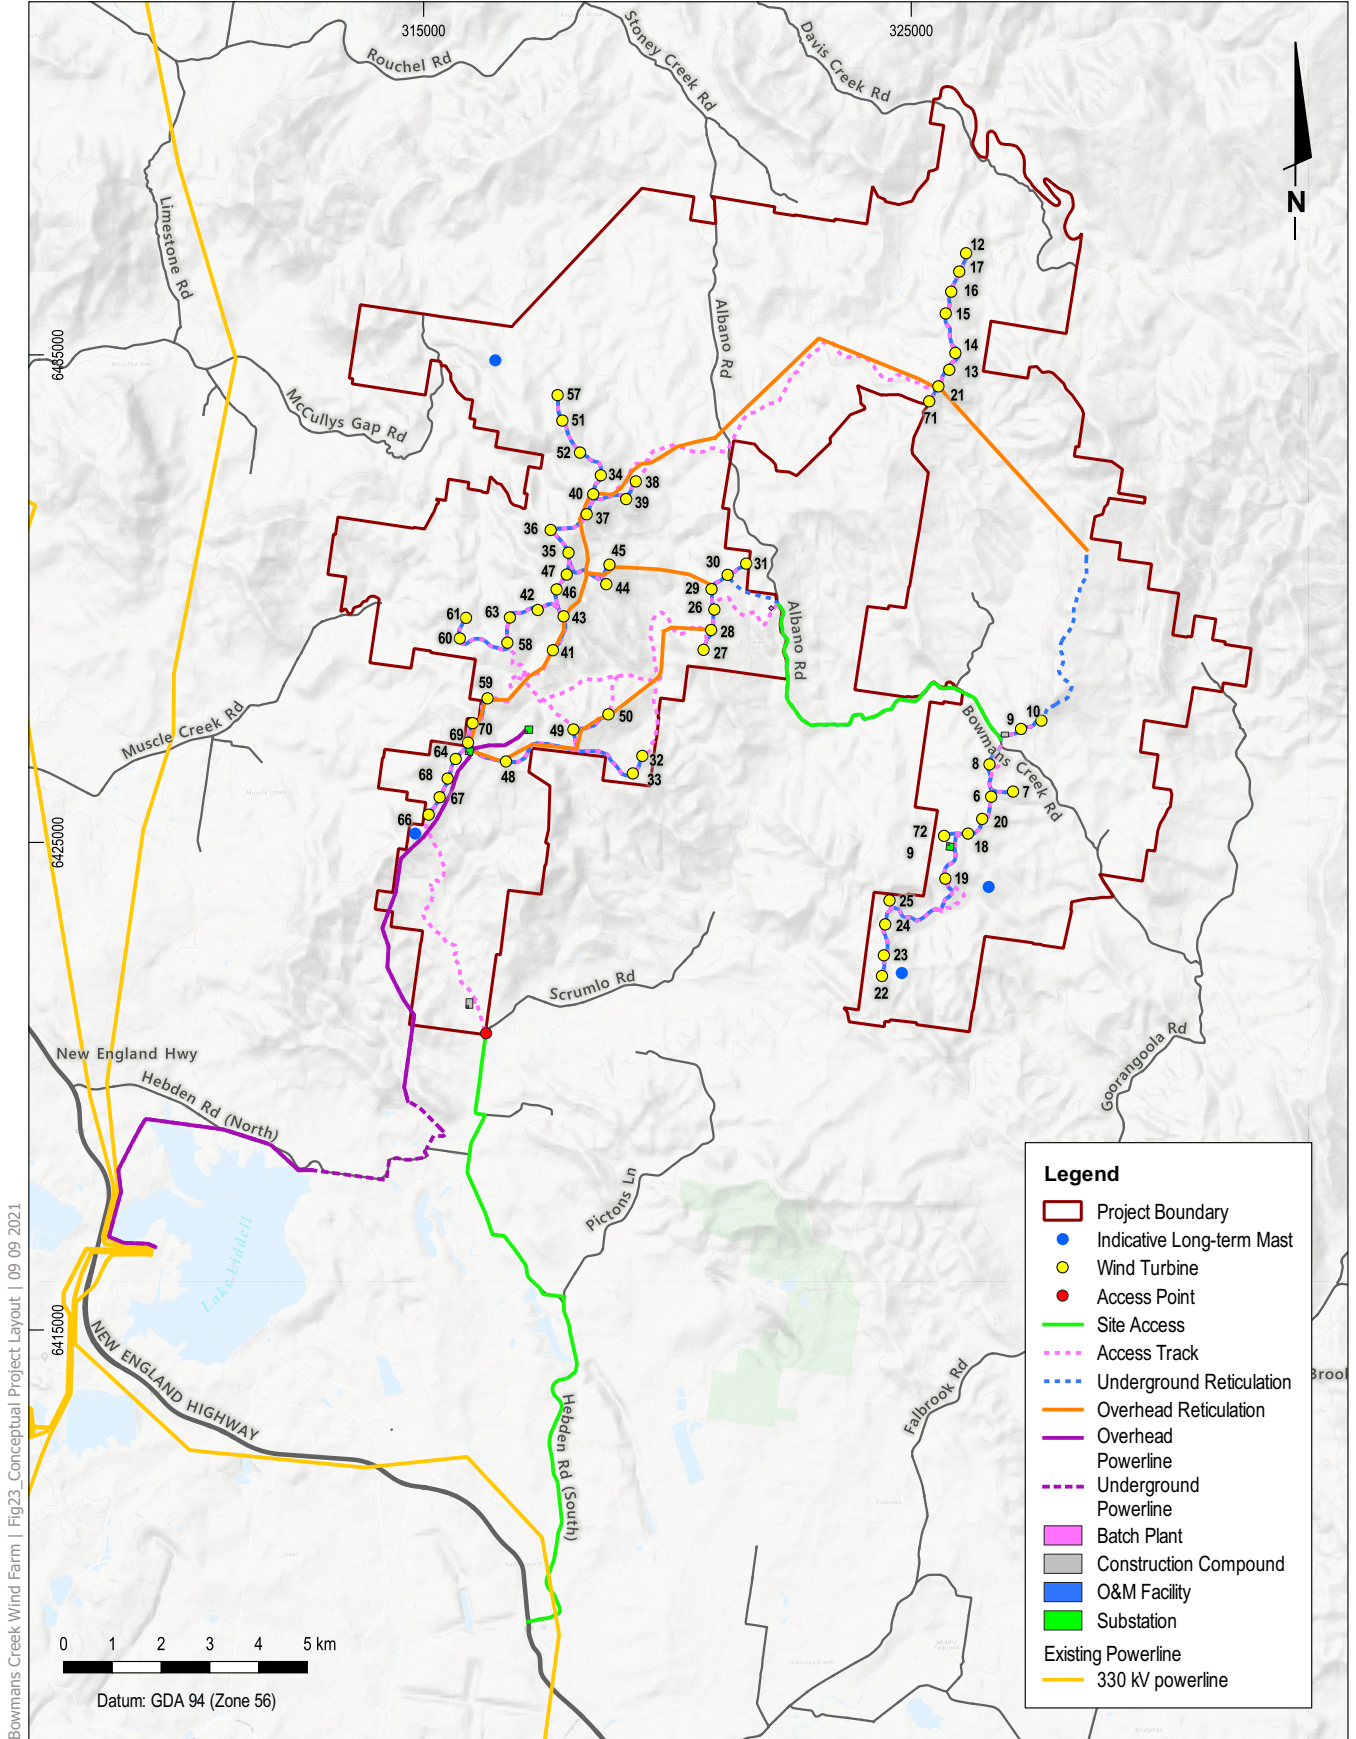 315000
325000
Rouchel Rd
Stoney Creek Rd
Davis Creek Rd
N
Limestone Rd
12
17
16
15
Albano Rd
14
6485000
13
21
57
71
McCullys Gap Rd
51
52
34
38
40
39
37
36
35
45
30
31
47
44
29
46
42
26
61
63
43
Albano Rd
28
60
58
41
27
59
Muscle Creek Rd
50
10
70
49
9
Bowmans Creek Rd
69
64
32
8
48
33
68
7
67
6
20
66
72
18
6425000
9
19
25
24
23
Scrumlo Rd
22
New England Hwy
Goorangoola Rd
Hebden Rd (North)
Pictons Ln
Lake Liddell
6415000
NEW ENGLAND HIGHWAY
Falbrook Rd
Hebden Rd (South)
Legend
Project Boundary
Indicative Long-term Mast
Wind Turbine
Access Point
Site Access
Access Track
Underground Reticulation
Overhead Reticulation
Overhead
Powerline
Underground
Powerline
Batch Plant
Construction Compound
O&M Facility
Substation
Existing Powerline
330 kV powerline
0 1 2 3 4 5 km
Datum: GDA 94 (Zone 56)
Bowmans Creek Wind Farm | Fig23_Conceptual Project Layout | 09 09 2021